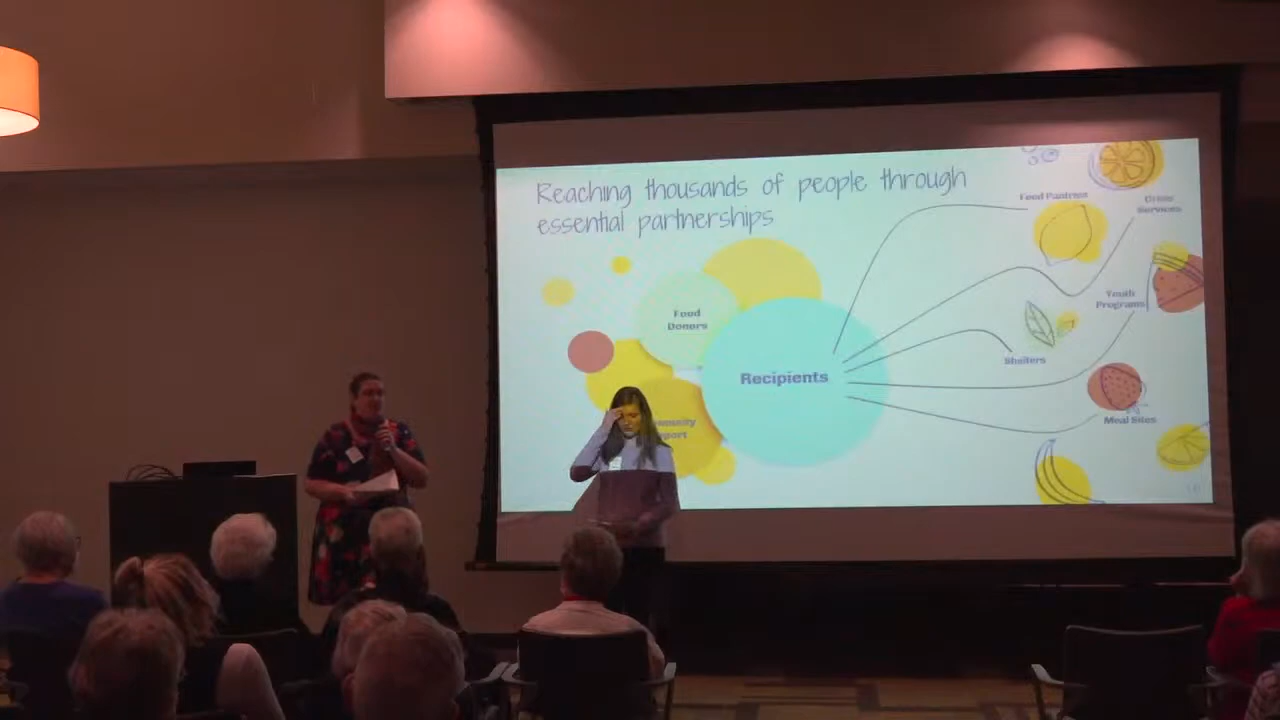 Reaching thousands of people through
essential partnerships
Food Pantries
Crisis
Services
Youth
Programs
Food
Donors
Shelters
Recipients
Meal Sites